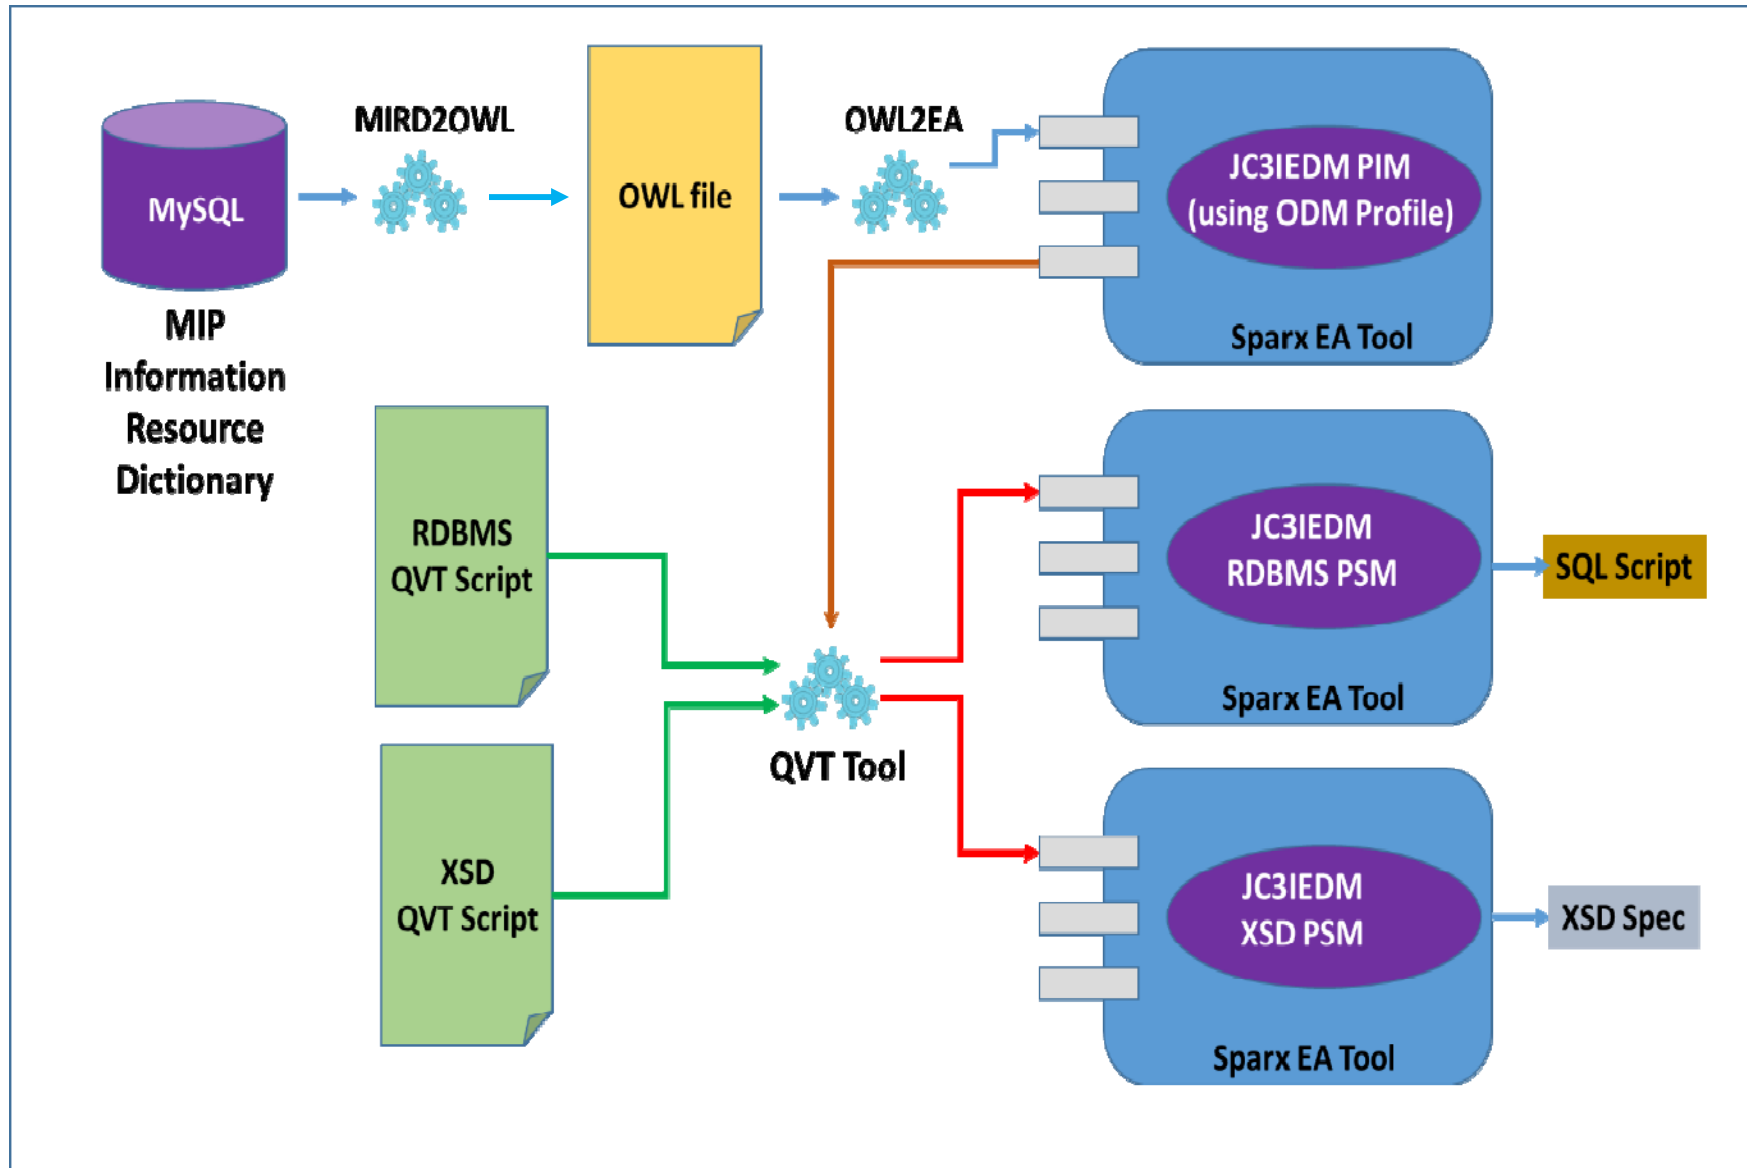 MySQL
MIP
Information
Resource
Dictionary
MIRD2OWL
OWL file
OWL2EA
JC3IEDM PIM
(using ODM Profile)
Sparx EA Tool
RDBMS
QVT Script
XSD
QVT Script
QVT Tool
JC3IEDM
RDBMS PSM
Sparx EA Tool
SQL Script
JC3IEDM
XSD PSM
Sparx EA Tool
XSD Spec